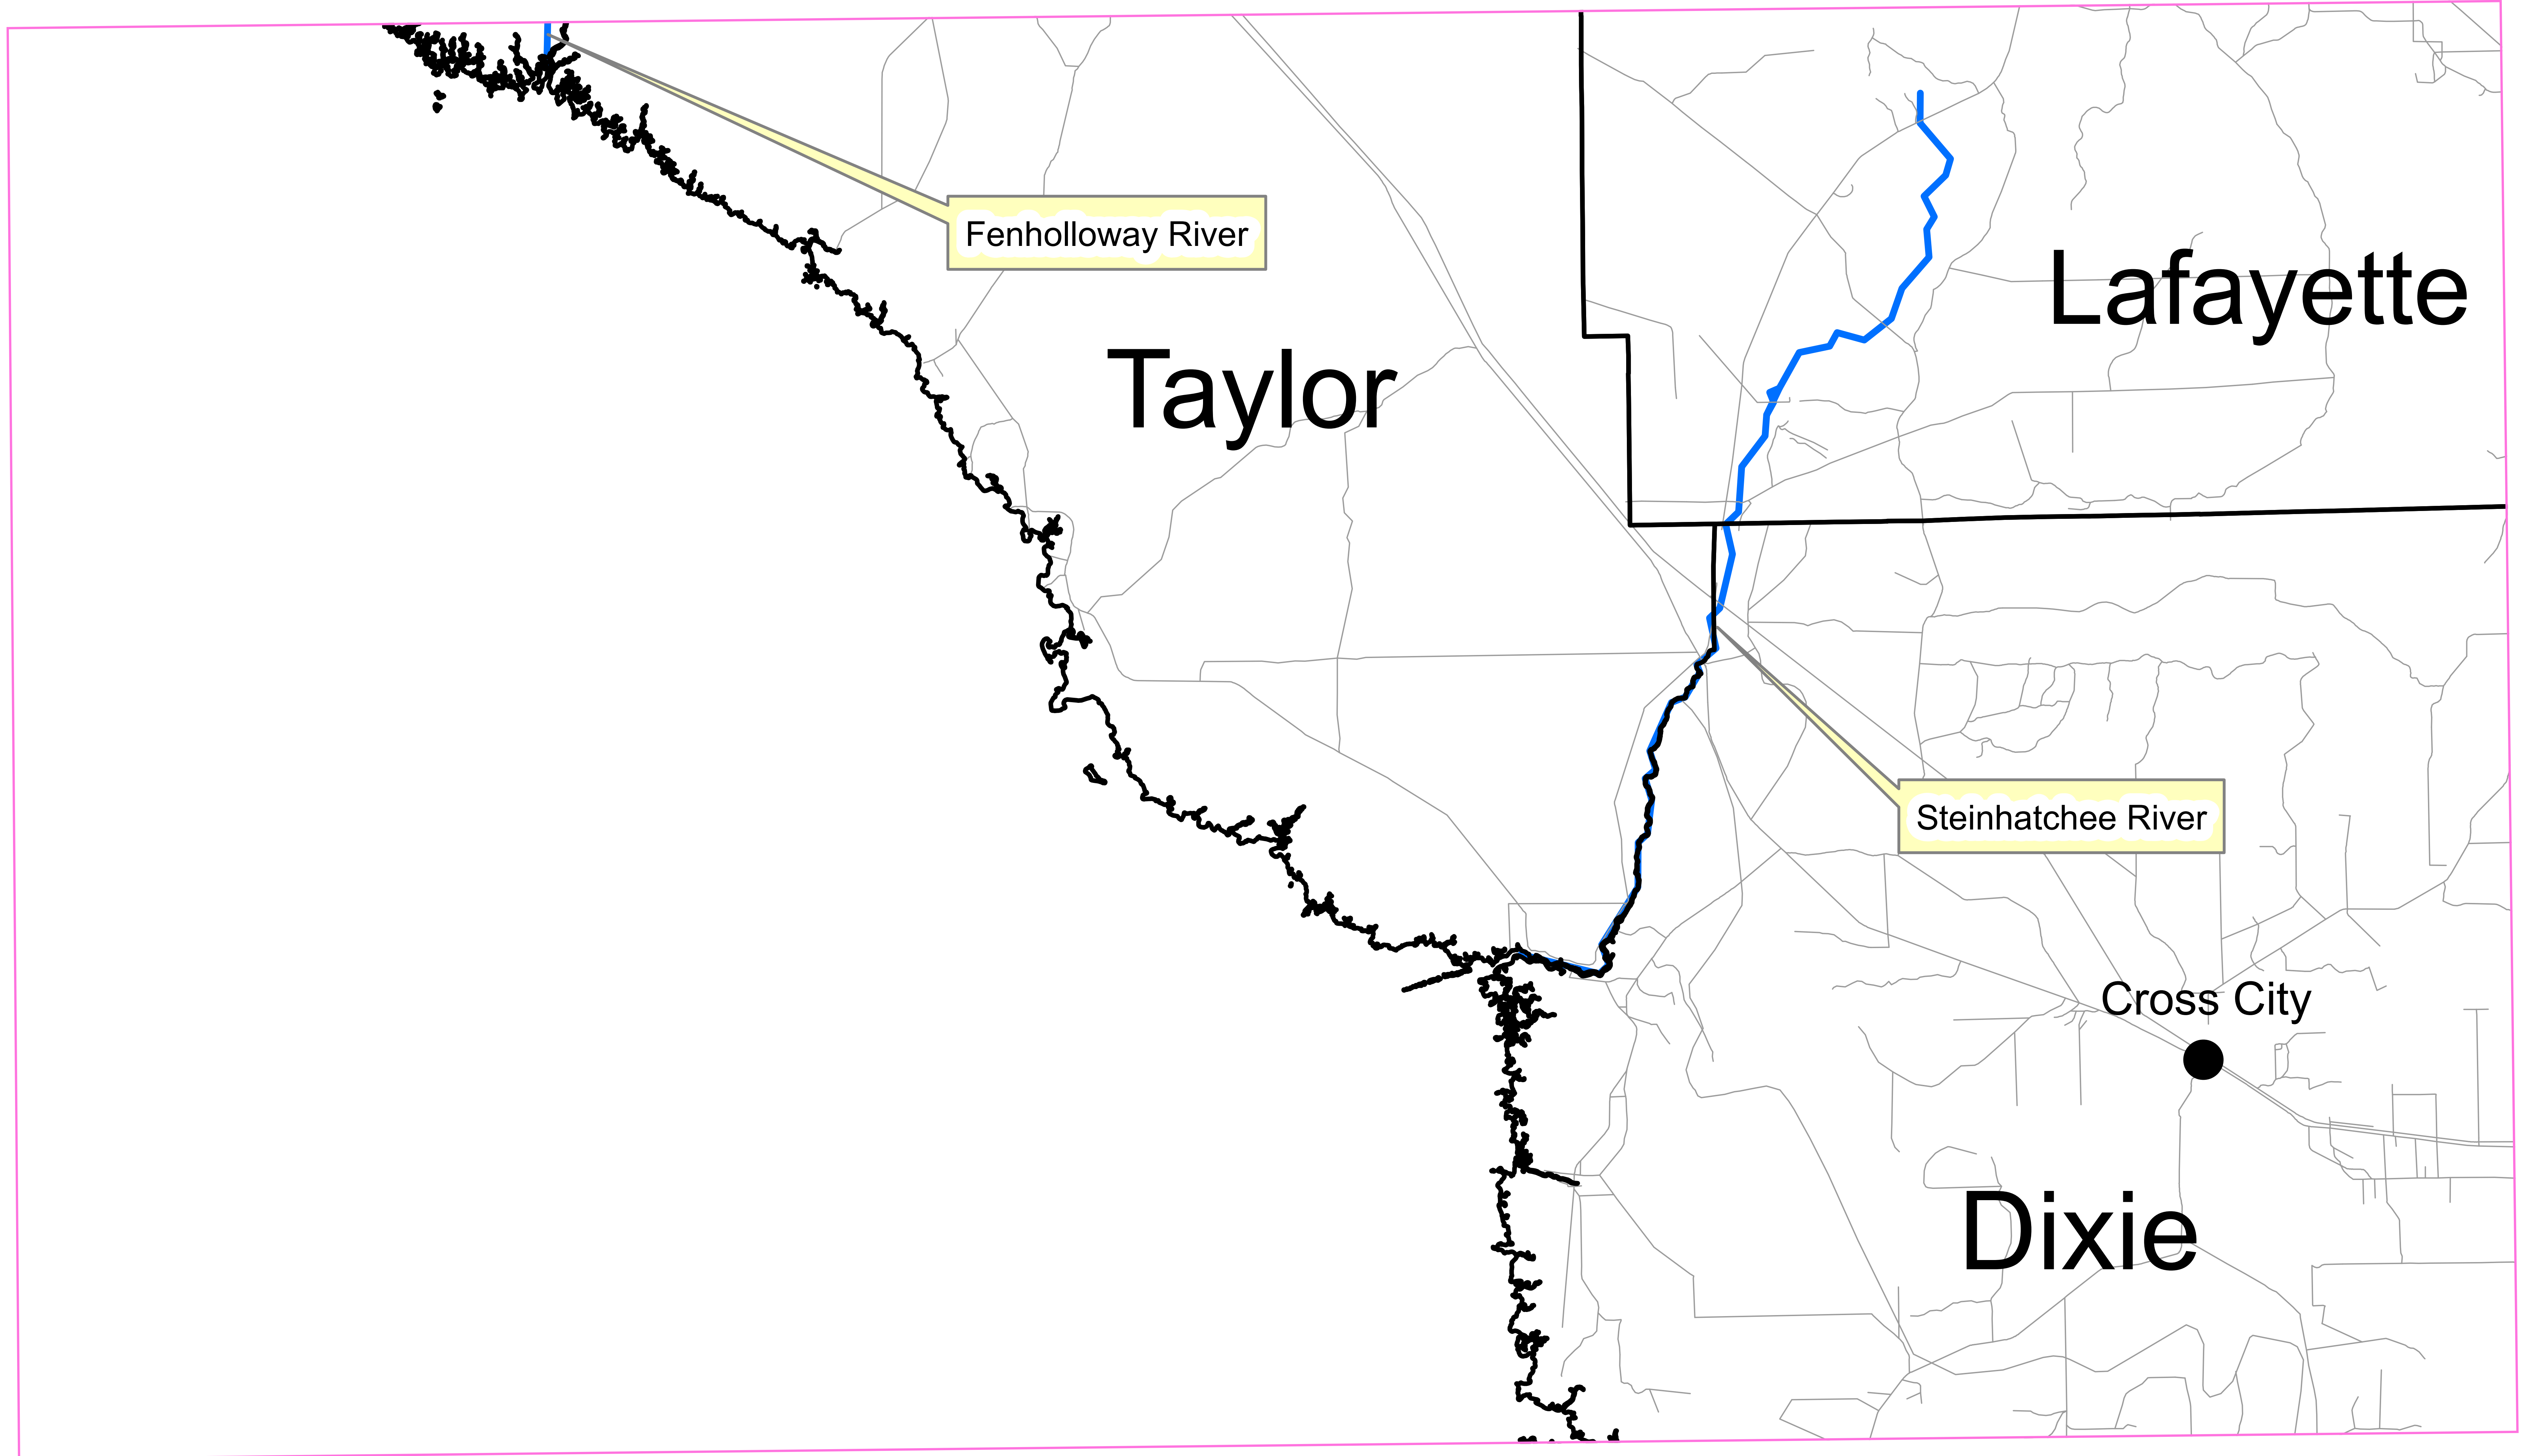 Fenholloway River
Lafayette
Taylor
Steinhatchee River
Cross City
Dixie